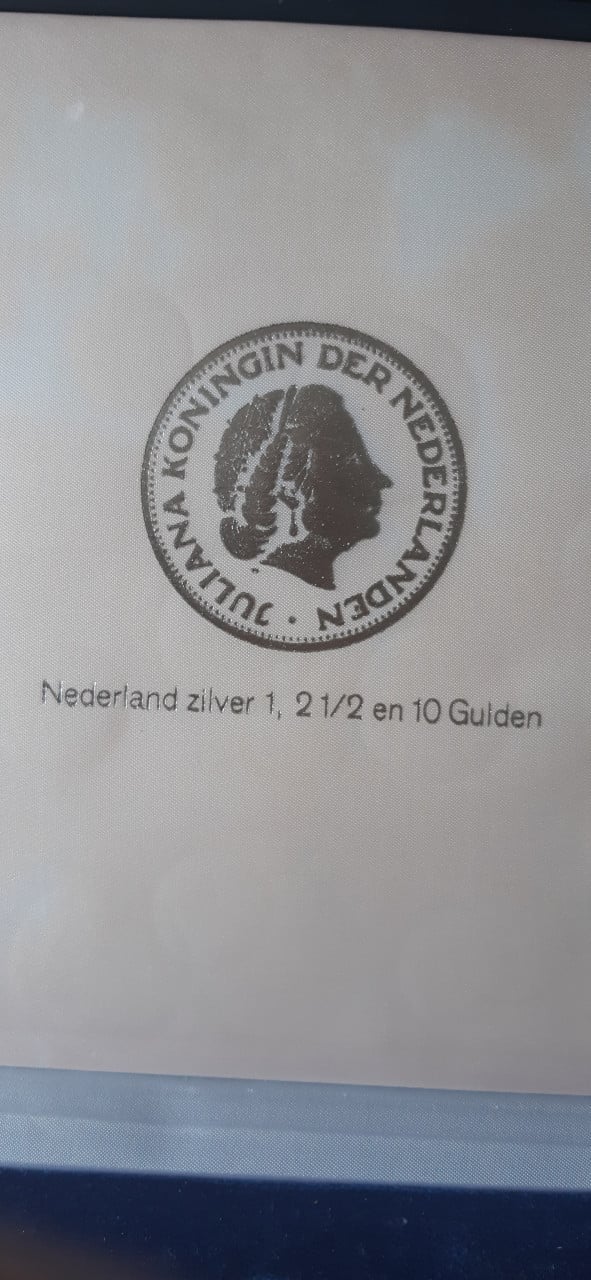 JULIANA KONINGIN DER NEDERLANDEN ·
Nederland zilver 1, 2 1/2 en 10 Gulden